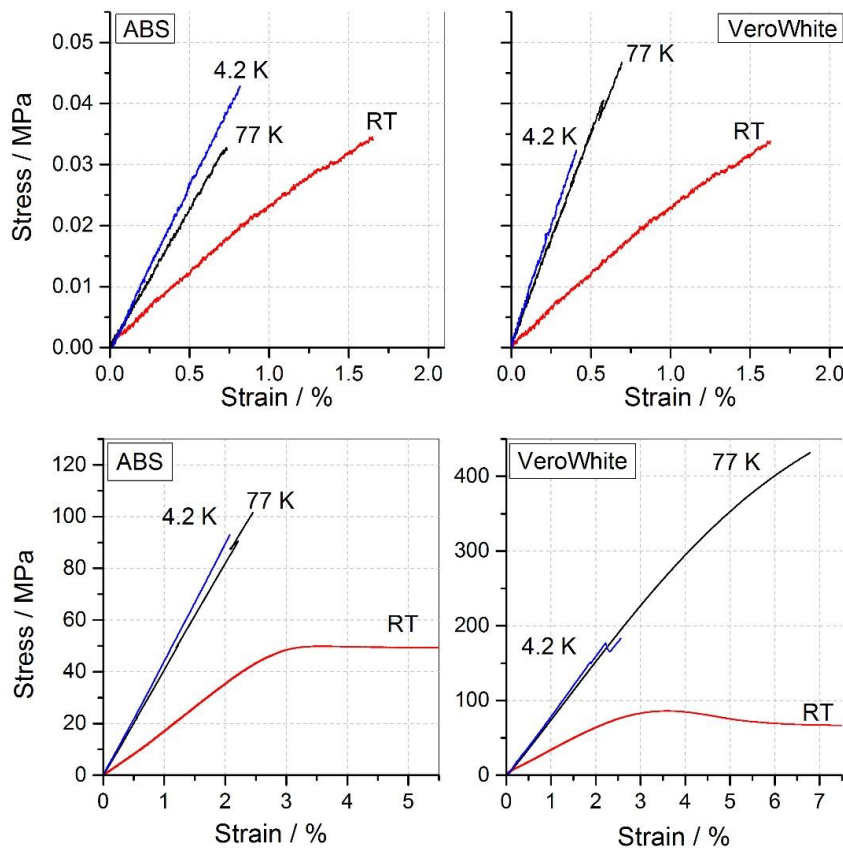 ABS
0.05
0.04
0.03
0.02
0.01
0.00
Stress / MPa
4.2 K
77 K
RT
0.0 0.5 1.0 1.5 2.0
Strain / %
VeroWhite
77 K
4.2 K
RT
0.0 0.5 1.0 1.5 2.0
Strain / %
ABS
120
100
80
60
40
20
0
Stress / MPa
4.2 K
77 K
RT
0 1 2 3 4 5
Strain / %
VeroWhite
400
300
200
100
0
77 K
4.2 K
RT
0 1 2 3 4 5 6 7
Strain / %